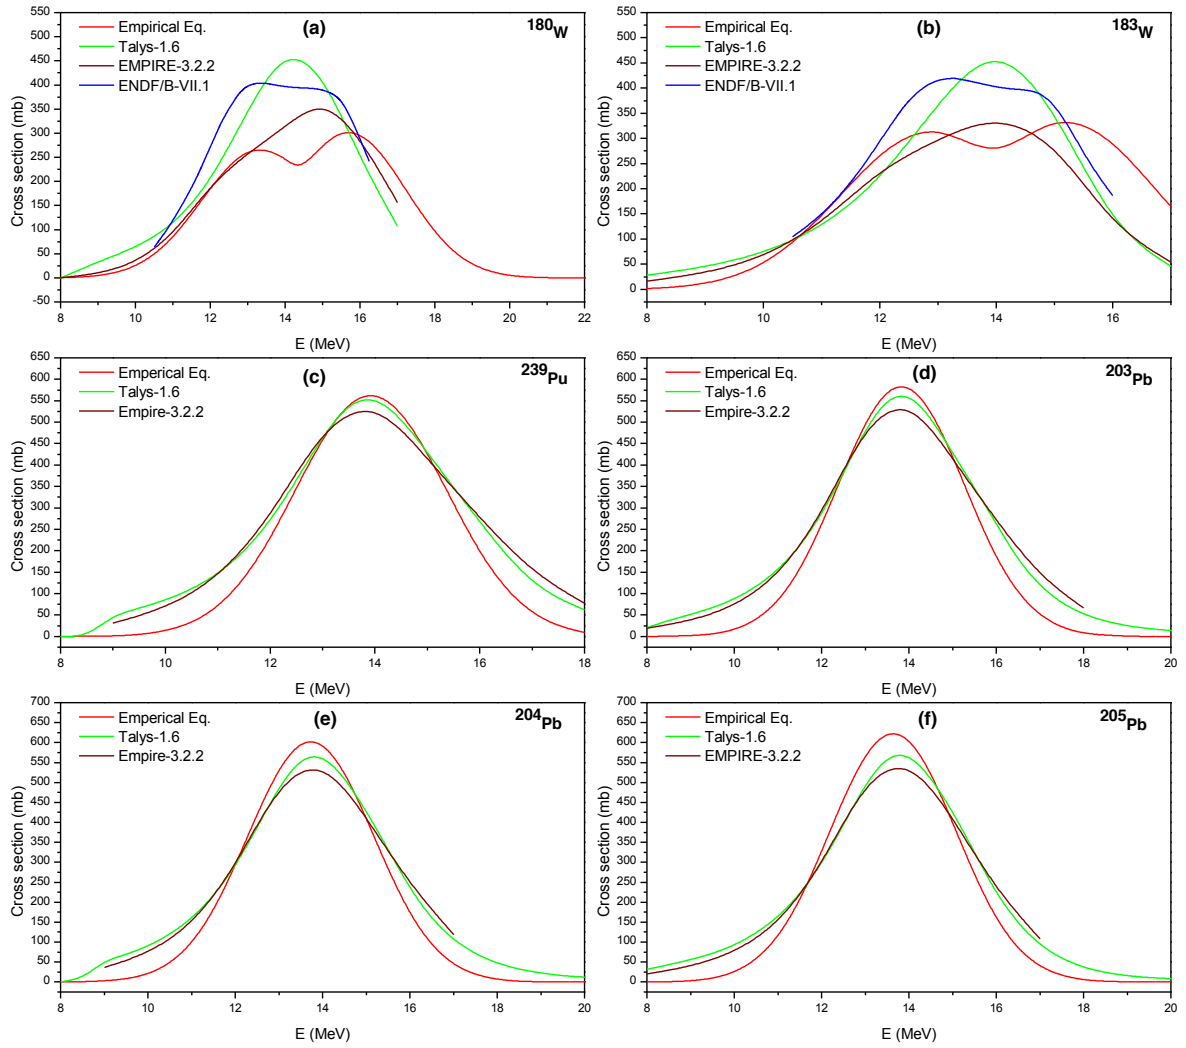 550
500
450
400
350
300
250
200
150
100
50
0
-50
Cross section (mb)
Empirical Eq.
Talys-1.6
EMPIRE-3.2.2
ENDF/B-VII.1
(a)
180W
8 10 12 14 16 18 20 22
E (MeV)
550
500
450
400
350
300
250
200
150
100
50
0
Cross section (mb)
Empirical Eq.
Talys-1.6
EMPIRE-3.2.2
ENDF/B-VII.1
(b)
183W
8 10 12 14 16
E (MeV)
650
600
550
500
450
400
350
300
250
200
150
100
50
0
Cross section (mb)
Emperical Eq.
Talys-1.6
Empire-3.2.2
(c)
239Pu
8 10 12 14 16 18
E (MeV)
650
600
550
500
450
400
350
300
250
200
150
100
50
0
Cross section (mb)
Emperical Eq.
Talys-1.6
Empire-3.2.2
(d)
203Pb
8 10 12 14 16 18 20
E (MeV)
700
650
600
550
500
450
400
350
300
250
200
150
100
50
0
Cross section (mb)
Emperical Eq.
Talys-1.6
Empire-3.2.2
(e)
204Pb
8 10 12 14 16 18 20
E (MeV)
700
650
600
550
500
450
400
350
300
250
200
150
100
50
0
Cross section (mb)
Empirical Eq.
Talys-1.6
EMPIRE-3.2.2
(f)
205Pb
8 10 12 14 16 18 20
E (MeV)